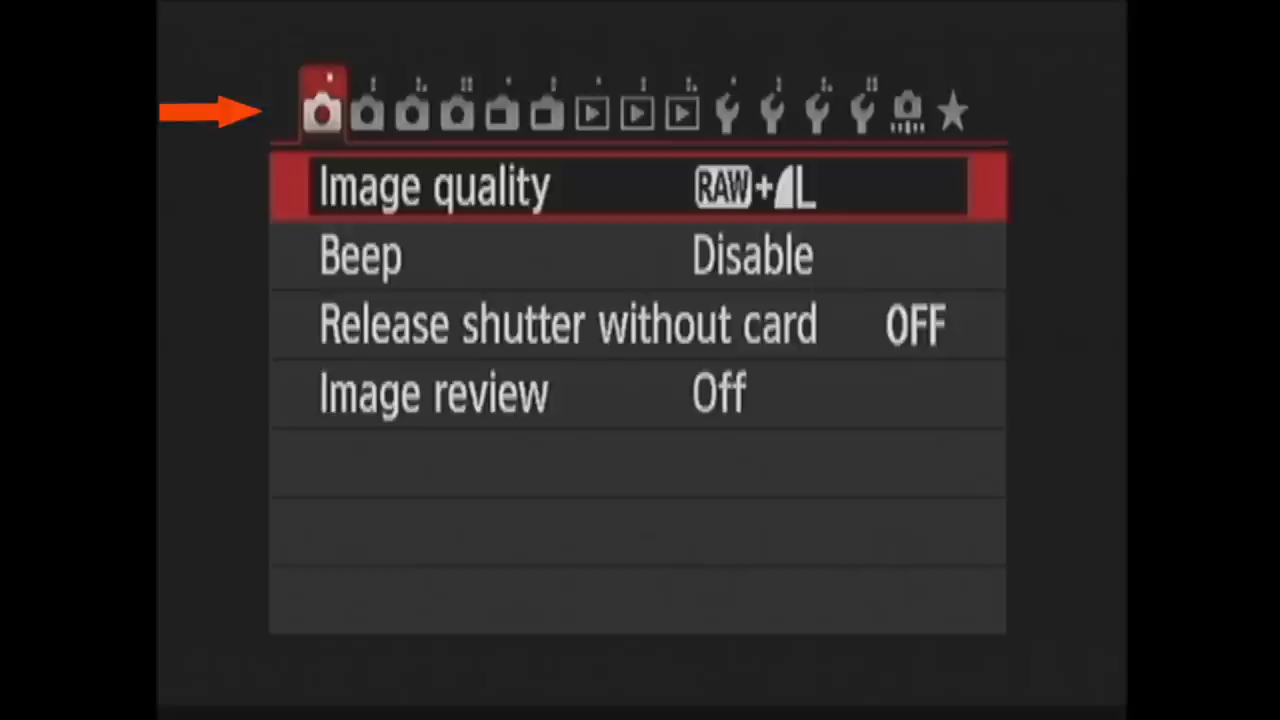 Image quality RAW+L
Beep Disable
Release shutter without card OFF
Image review Off